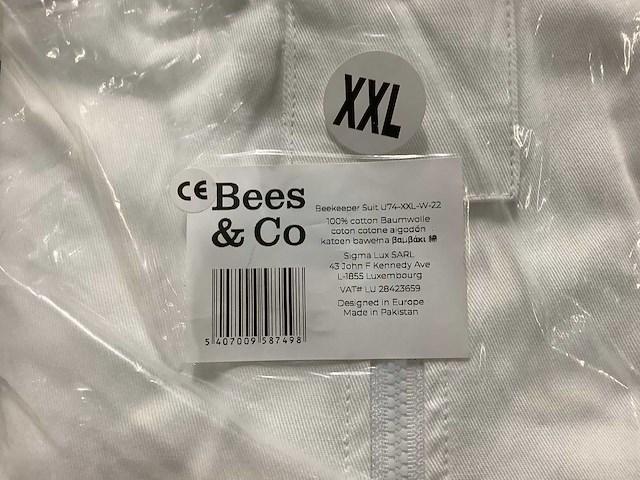 XXL
CE
Bees
& Co
Beekeeper Suit U74-XXL-W-22
100% cotton Baumwolle
coton cotone algodón
katoen bawełna βαμβάκι 綿
Sigma Lux SARL
43 John F Kennedy Ave
L-1855 Luxembourg
VAT# LU 28423659
Designed in Europe
Made in Pakistan
5 407009 587498